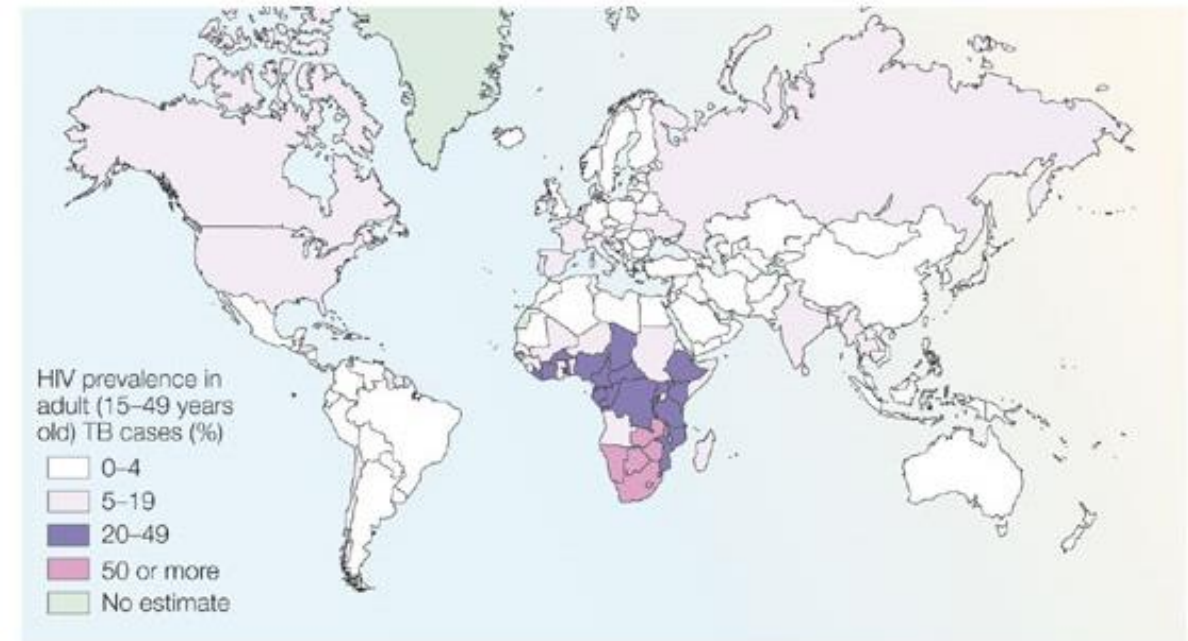 HIV prevalence in
adult (15–49 years
old) TB cases (%)
0–4
5–19
20–49
50 or more
No estimate